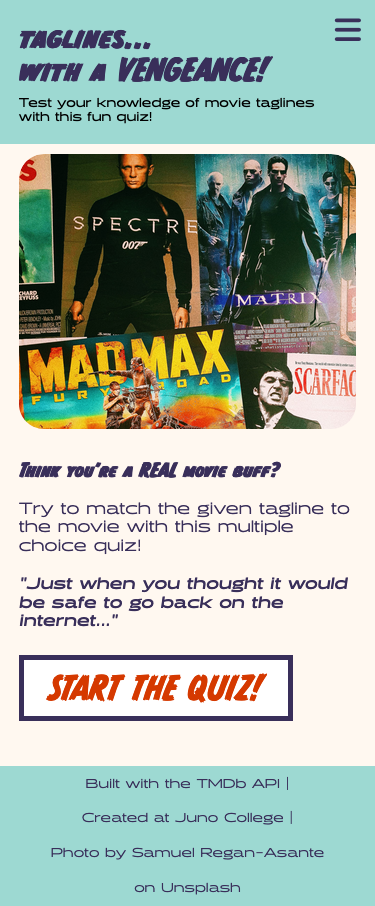 TAGLINES...
WITH A VENGEANCE!
Test your knowledge of movie taglines
with this fun quiz!
SPECTRE
007
MATRIX
MAD MAX
FURY ROAD
SCARFAC
THINK YOU'RE A REAL MOVIE BUFF?
Try to match the given tagline to
the movie with this multiple
choice quiz!
"Just when you thought it would
be safe to go back on the
internet..."
START THE QUIZ!
Built with the TMDb API |
Created at Juno College |
Photo by Samuel Regan-Asante
on Unsplash